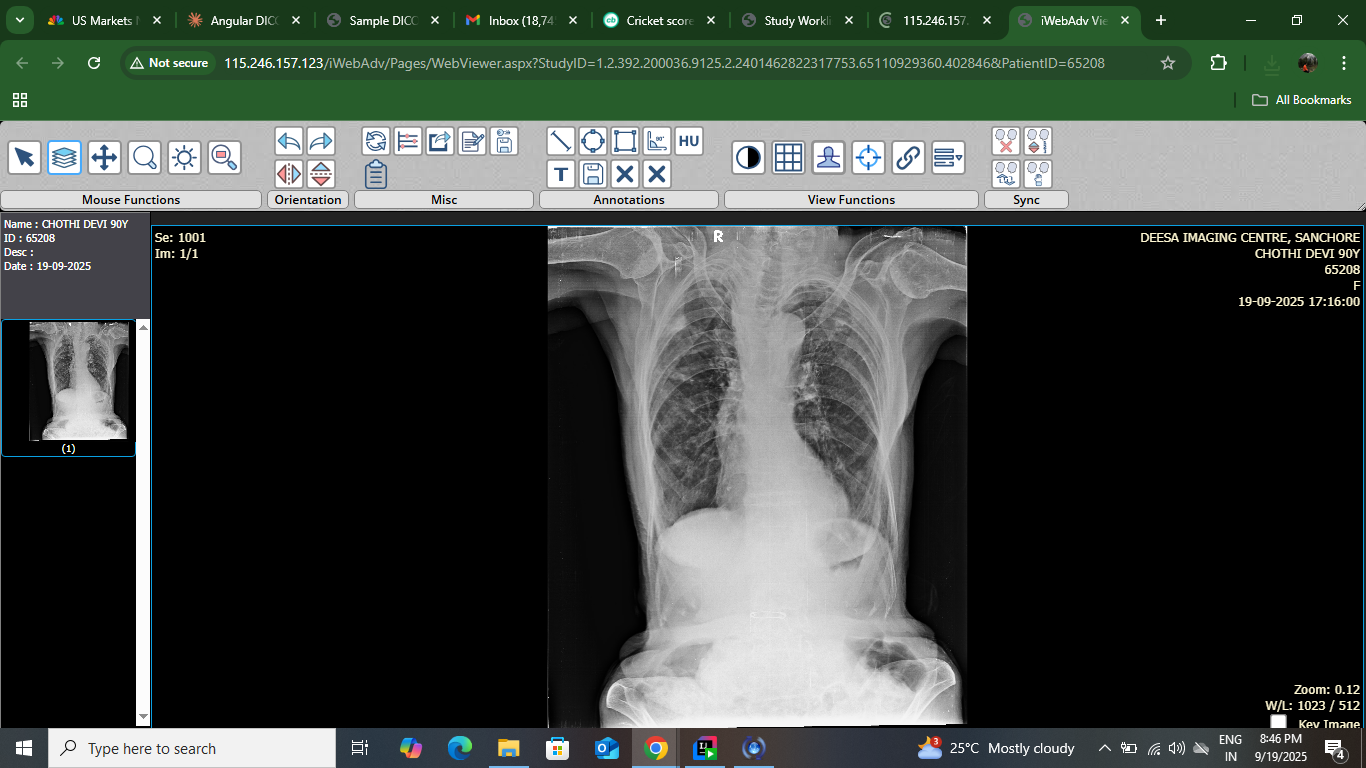 US Markets
Angular DICO
Sample DICO
Inbox (18,74
Cricket score
Study Workli
115.246.157.
iWebAdv Vie
Not secure
115.246.157.123/iWebAdv/Pages/WebViewer.aspx?StudyID=1.2.392.200036.9125.2.2401462822317753.65110929360.402846&PatientID=65208
All Bookmarks
HU
T
Mouse Functions
Orientation
Misc
Annotations
View Functions
Sync
Name : CHOTHI DEVI 90Y
ID : 65208
Desc :
Date : 19-09-2025
(1)
Se: 1001
Im: 1/1
R
DEESA IMAGING CENTRE, SANCHORE
CHOTHI DEVI 90Y
65208
F
19-09-2025 17:16:00
Zoom: 0.12
W/L: 1023 / 512
Key Image
Type here to search
3
25°C Mostly cloudy
ENG
IN
8:46 PM
9/19/2025
4